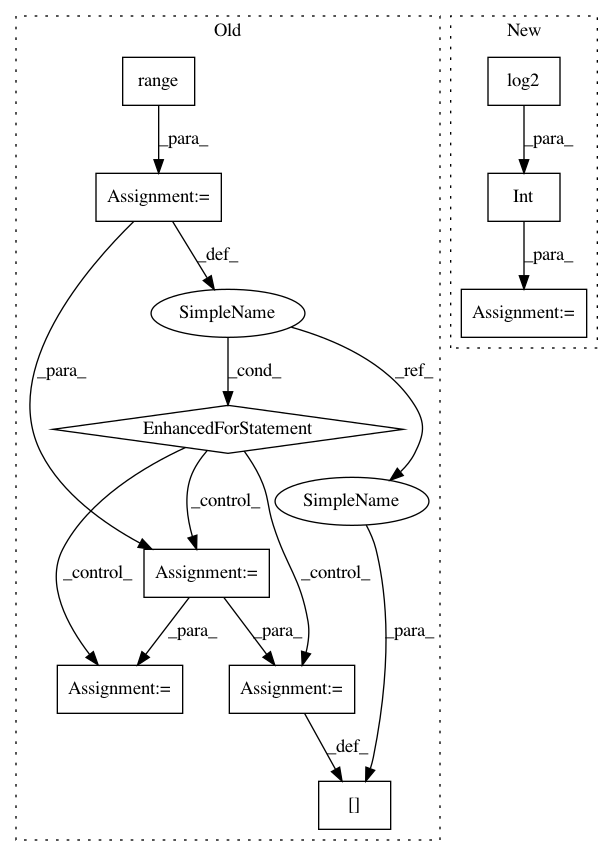 Old
New
range
log2
_para_
_para_
Assignment:=
Int
_def_
_para_
SimpleName
Assignment:=
_para_
_cond_
_ref_
EnhancedForStatement
_control_
SimpleName
_control_
Assignment:=
_control_
_para_
_para_
_para_
Assignment:=
Assignment:=
_def_
[]